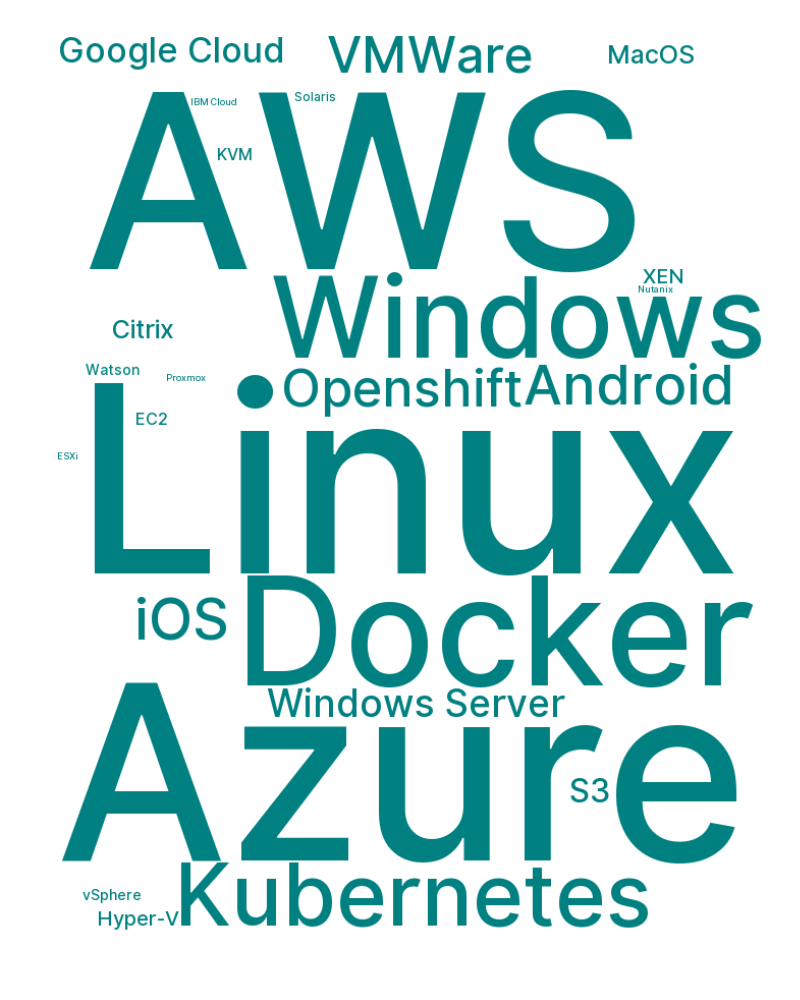 Google Cloud VMWare MacOS
IBM Cloud Solaris
AWS
KVM
XEN
Nutanix
Windows
Citrix
Watson Proxmox Openshift Android
EC2
ESXi
Linux
iOS Docker
Windows Server
Azure
S3
vSphere
Kubernetes
Hyper-V